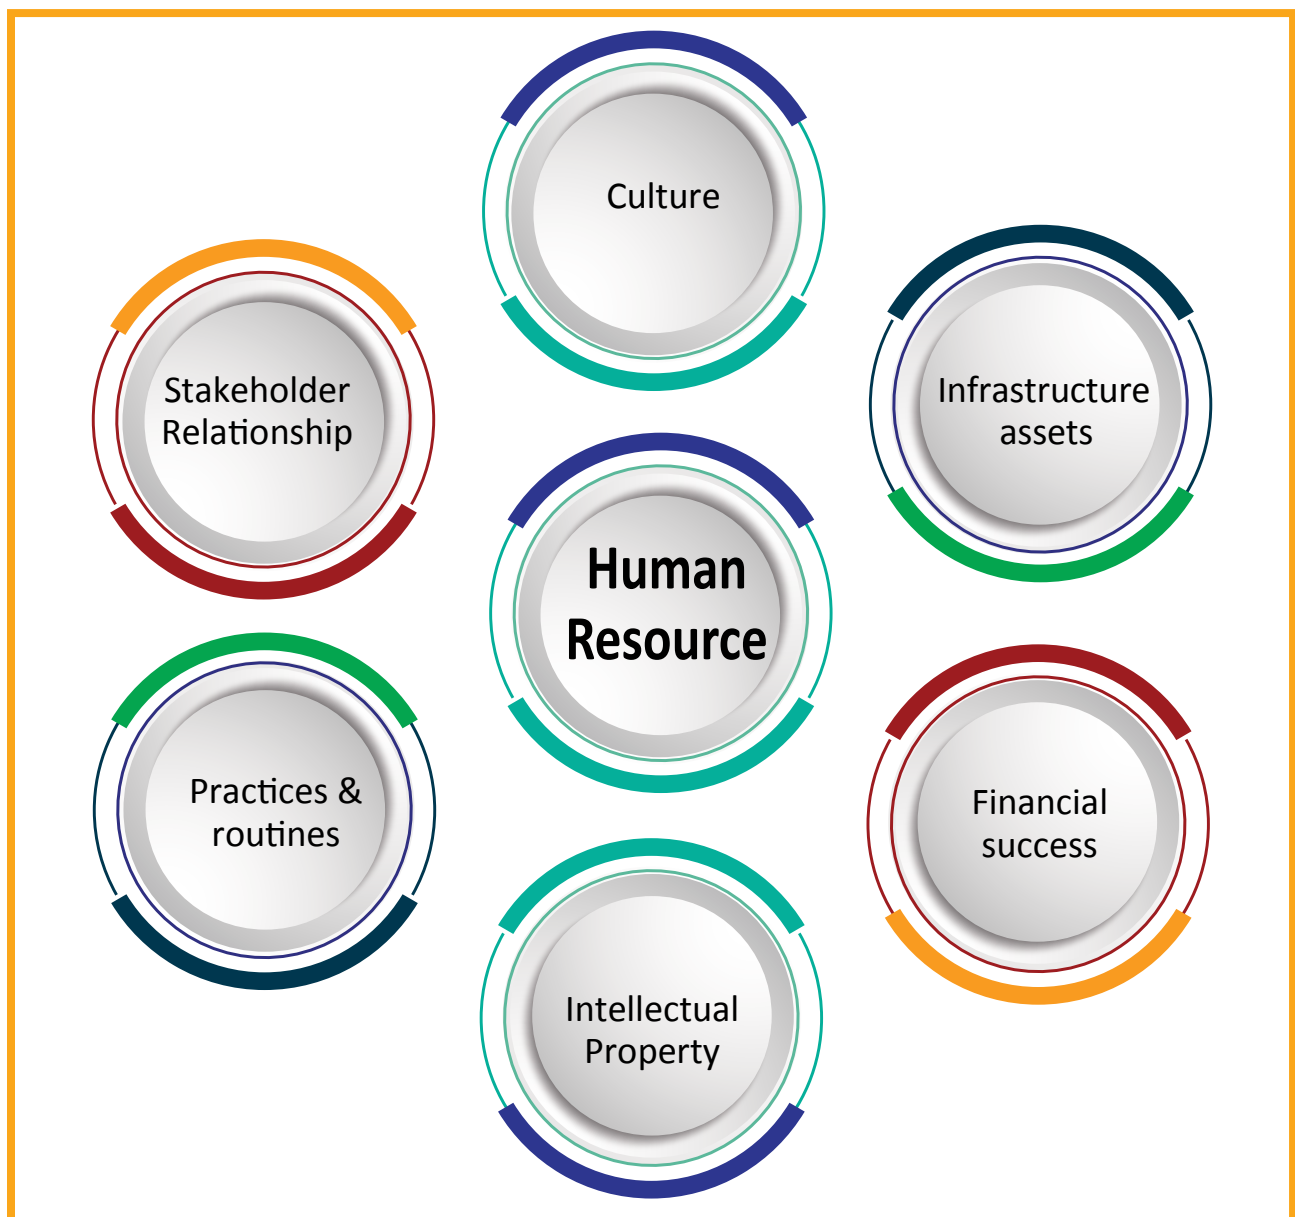 Culture
Stakeholder
Relationship
Infrastructure
assets
Human
Resource
Practices &
routines
Financial
success
Intellectual
Property